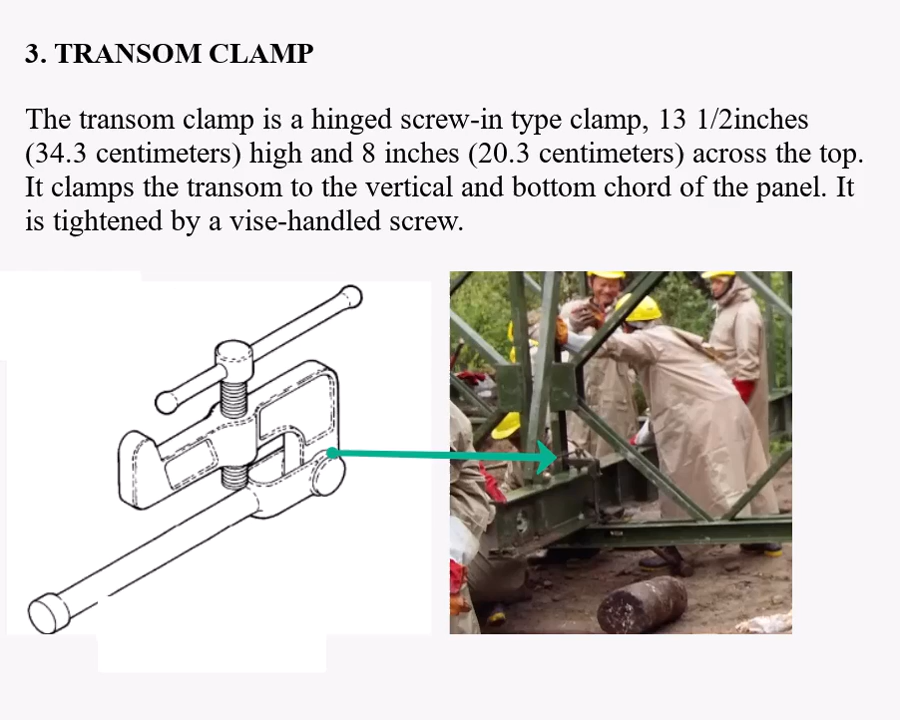 3. TRANSOM CLAMP
The transom clamp is a hinged screw-in type clamp, 13 1/2inches
(34.3 centimeters) high and 8 inches (20.3 centimeters) across the top.
It clamps the transom to the vertical and bottom chord of the panel. It
is tightened by a vise-handled screw.